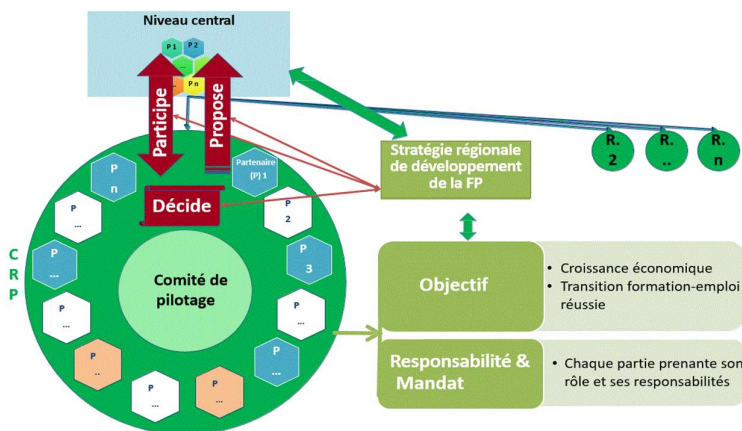 Niveau central
P 1
P 2
...
...
P n
Participe
Propose
Décide
Stratégie régionale
de développement
de la FP
R.
2
R.
..
R.
n
C
R
P
Partenaire
(P) 1
P
2
P
3
P
...
P
...
P
...
P
...
P
..
P
...
P
...
P
...
P
n
Comité de
pilotage
Objectif
• Croissance économique
• Transition formation-emploi
réussie
Responsabilité &
Mandat
• Chaque partie prenante son
rôle et ses responsabilités